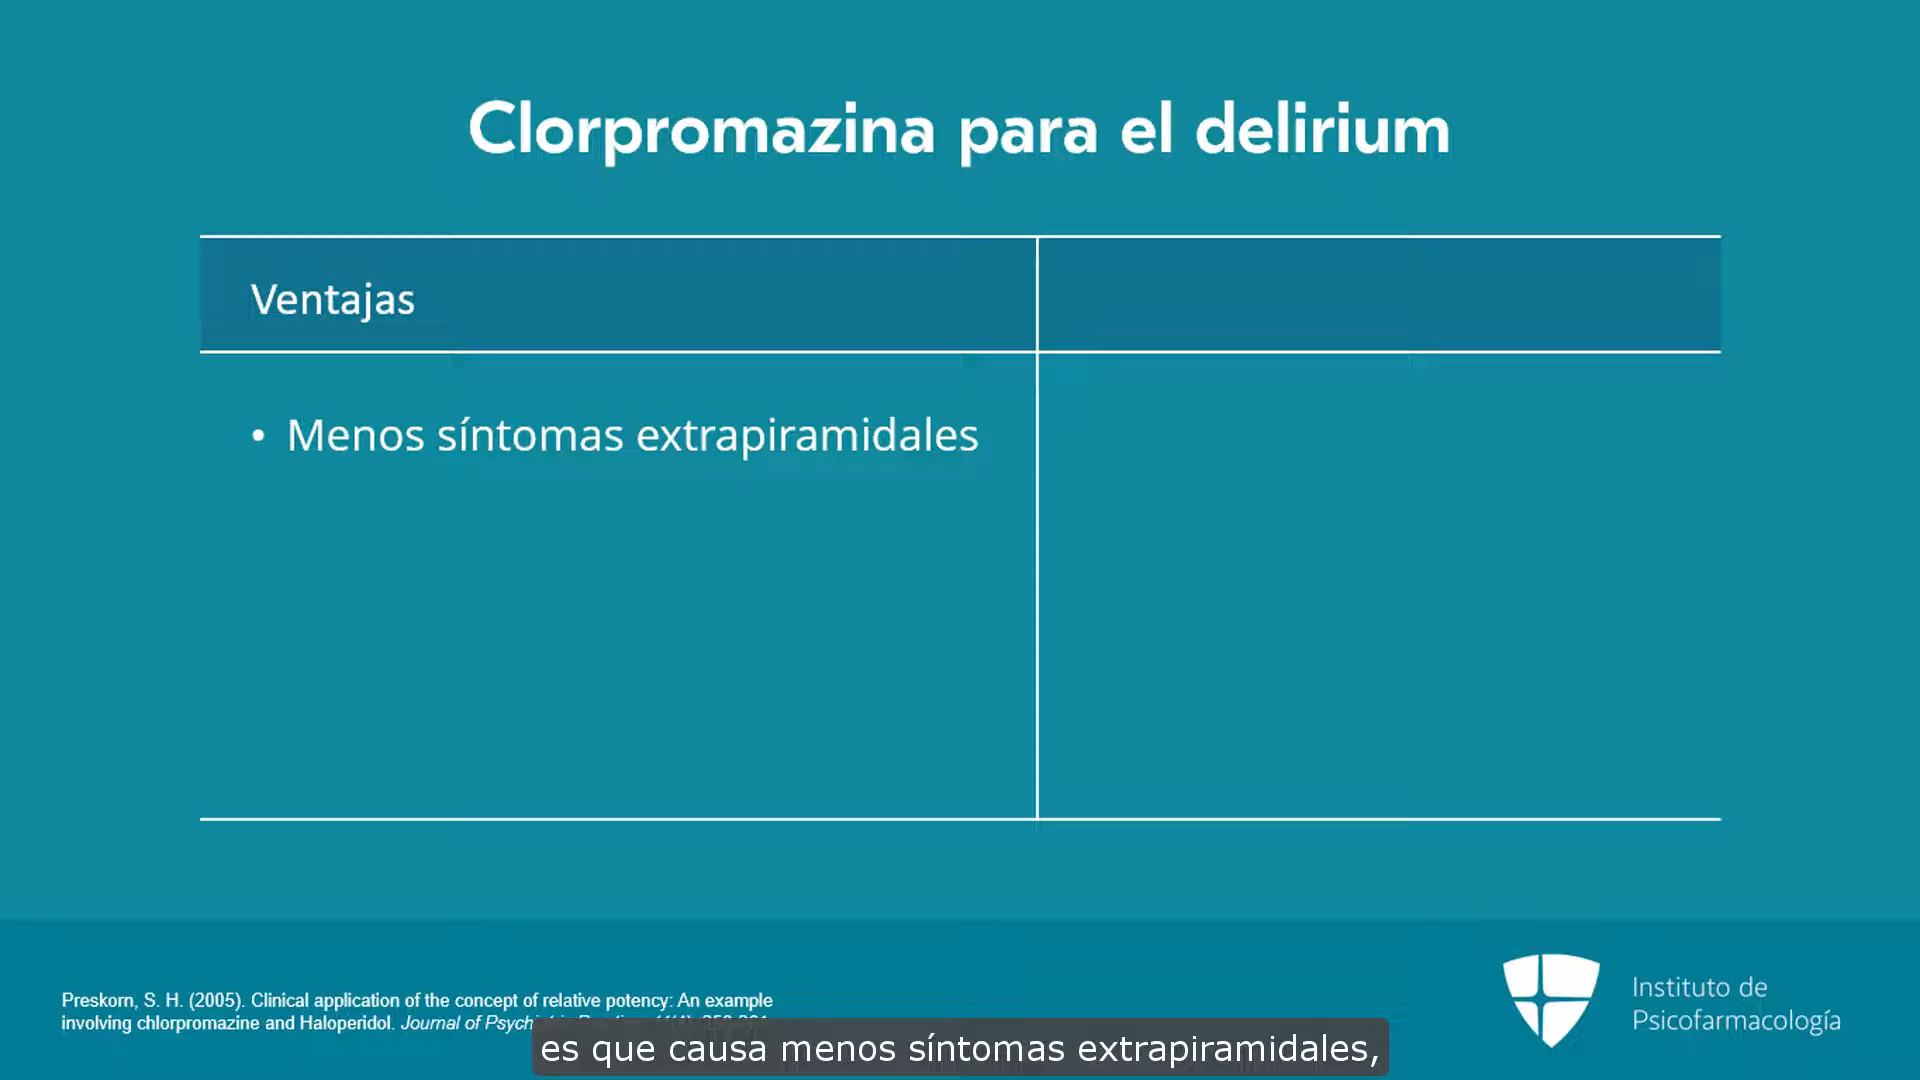 Clorpromazina para el delirium
Ventajas
• Menos síntomas extrapiramidales
Preskorn, S. H. (2005). Clinical application of the concept of relative potency: An example
involving chlorpromazine and Haloperidol. Journal of
Instituto de
Psicofarmacología
es que causa menos síntomas extrapiramidales,